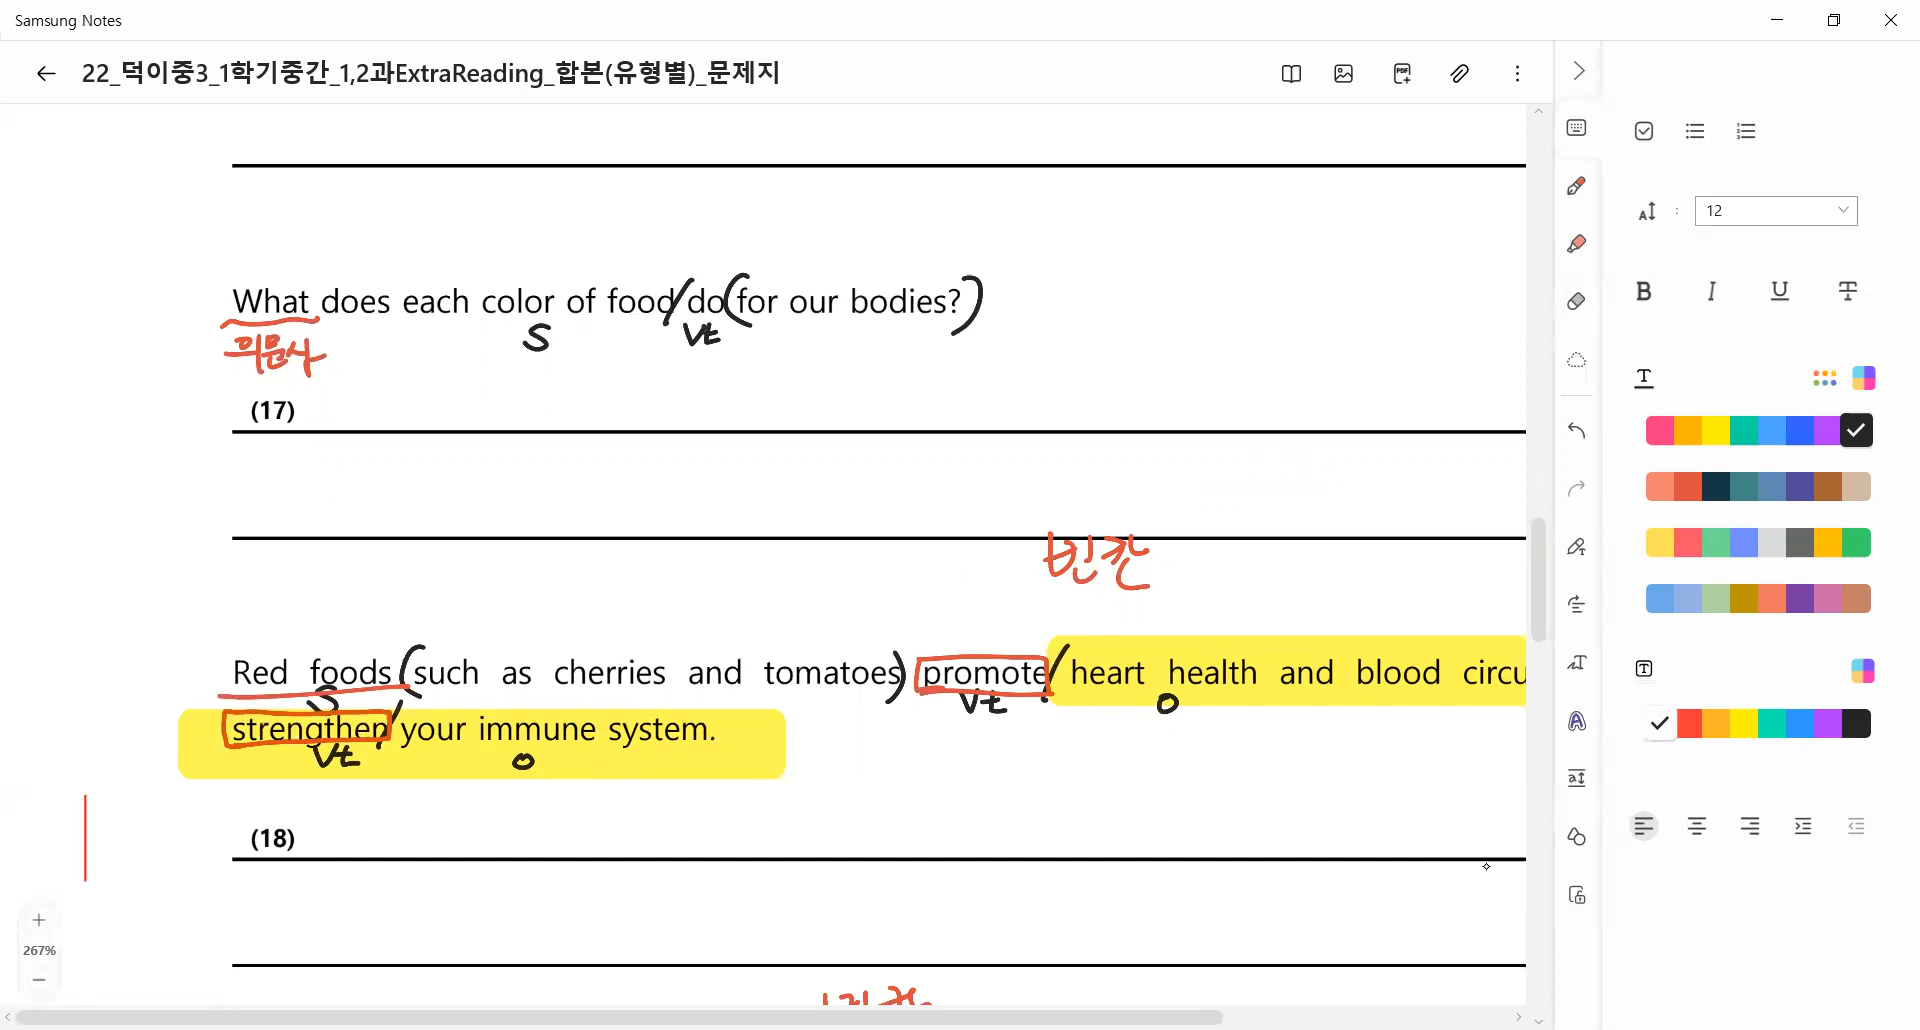 Samsung Notes
22_덕이중3_1학기중간_1,2과ExtraReading_합본(유형별)_문제지
12
What does each color of food/do(for our bodies?)
S Vt
의문사
(17)
빈칸
Red foods(such as cherries and tomatoes) promote/heart health and blood circu
S Vt O
strengthen/your immune system.
Vt O
(18)
267%